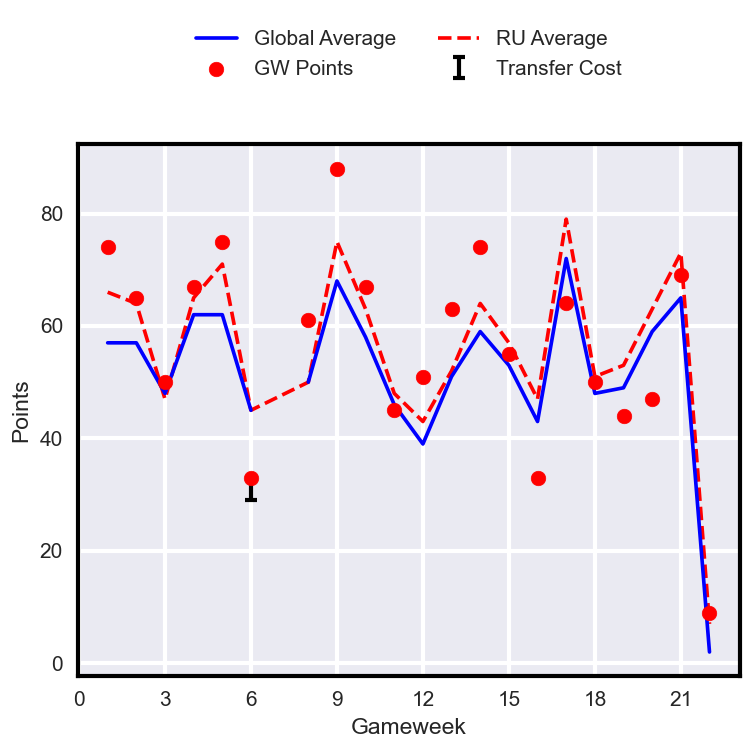 Global Average
RU Average
GW Points
Transfer Cost
Points
80
60
40
20
0
0 3 6 9 12 15 18 21
Gameweek